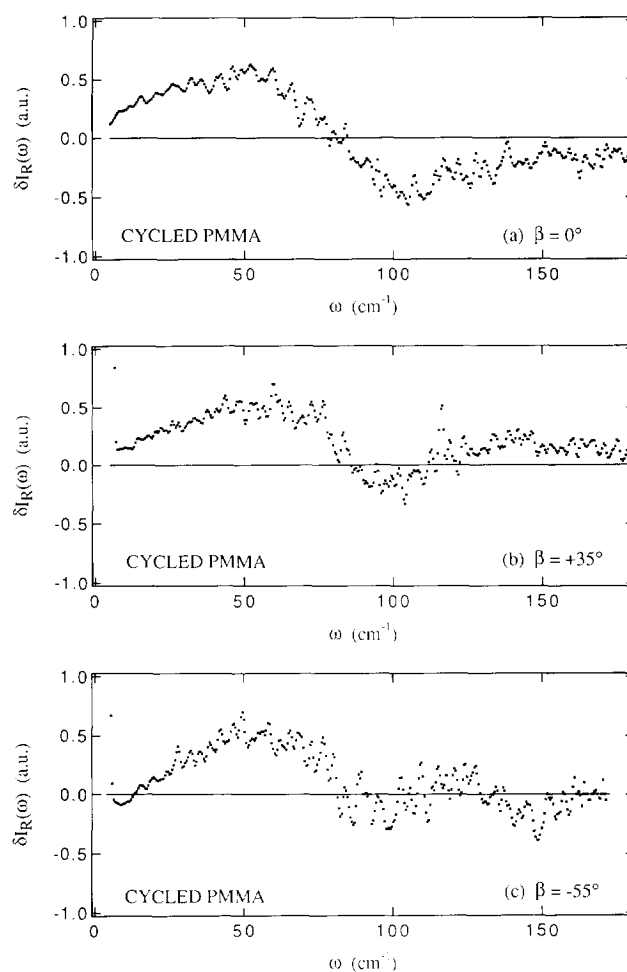 1.0
0.5
0.0
-0.5
-1.0
δI_R(ω) (a.u.)
CYCLED PMMA
(a) β = 0°
0 50 100 150
ω (cm⁻¹)
1.0
0.5
0.0
-0.5
-1.0
δI_R(ω) (a.u.)
CYCLED PMMA
(b) β = +35°
0 50 100 150
ω (cm⁻¹)
1.0
0.5
0.0
-0.5
-1.0
δI_R(ω) (a.u.)
CYCLED PMMA
(c) β = -55°
0 50 100 150
ω (cm⁻¹)